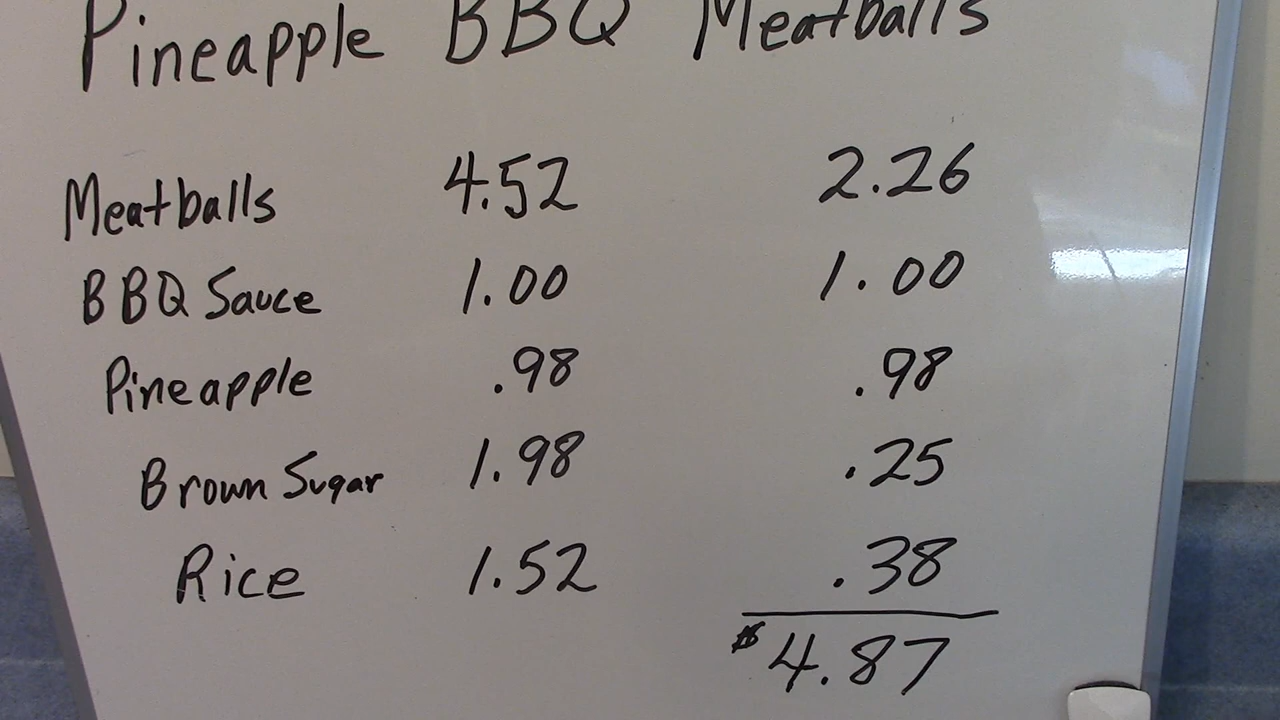 Pineapple BBQ Meatballs
Meatballs 4.52 2.26
BBQ Sauce 1.00 1.00
Pineapple .98 .98
Brown Sugar 1.98 .25
Rice 1.52 .38
$4.87